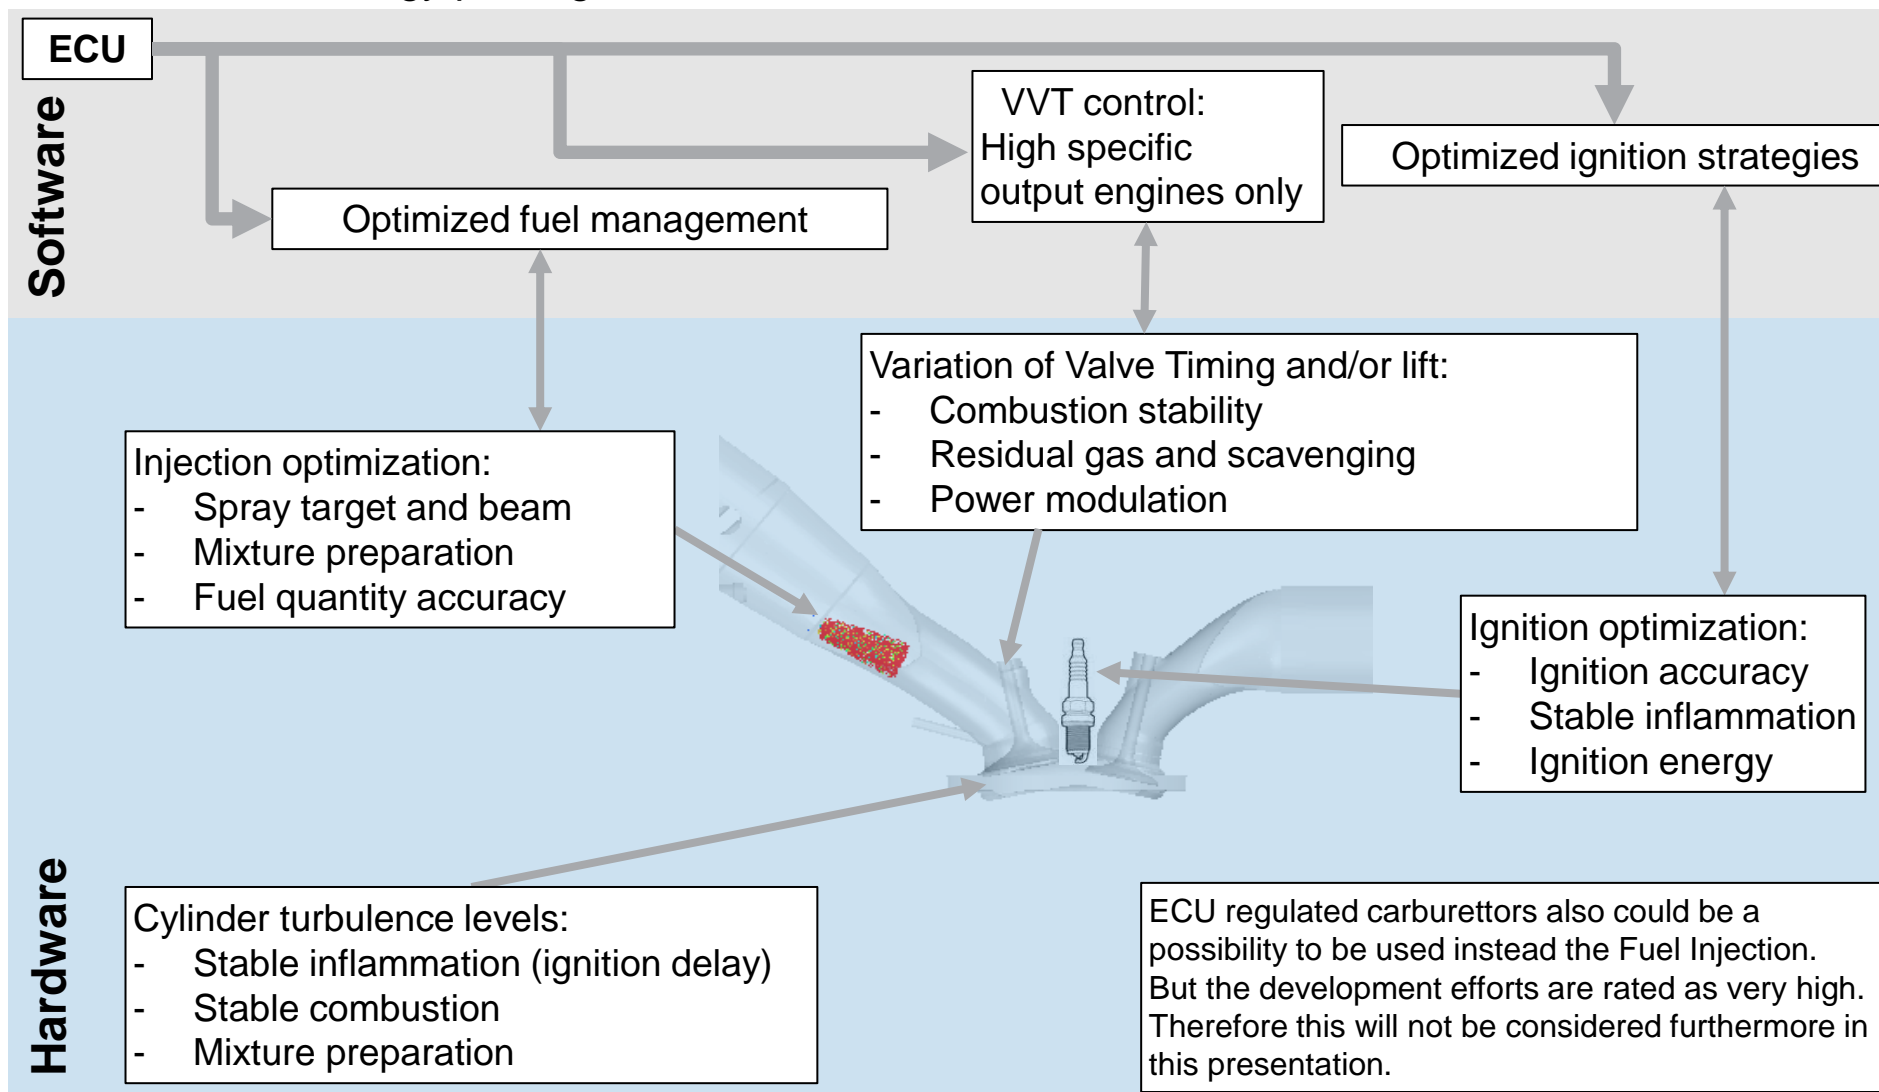 ECU
Software
VVT control:
High specific
output engines only
Optimized ignition strategies
Optimized fuel management
Variation of Valve Timing and/or lift:
- Combustion stability
- Residual gas and scavenging
- Power modulation
Injection optimization:
- Spray target and beam
- Mixture preparation
- Fuel quantity accuracy
Ignition optimization:
- Ignition accuracy
- Stable inflammation
- Ignition energy
Hardware
Cylinder turbulence levels:
- Stable inflammation (ignition delay)
- Stable combustion
- Mixture preparation
ECU regulated carburettors also could be a
possibility to be used instead the Fuel Injection.
But the development efforts are rated as very high.
Therefore this will not be considered furthermore in
this presentation.